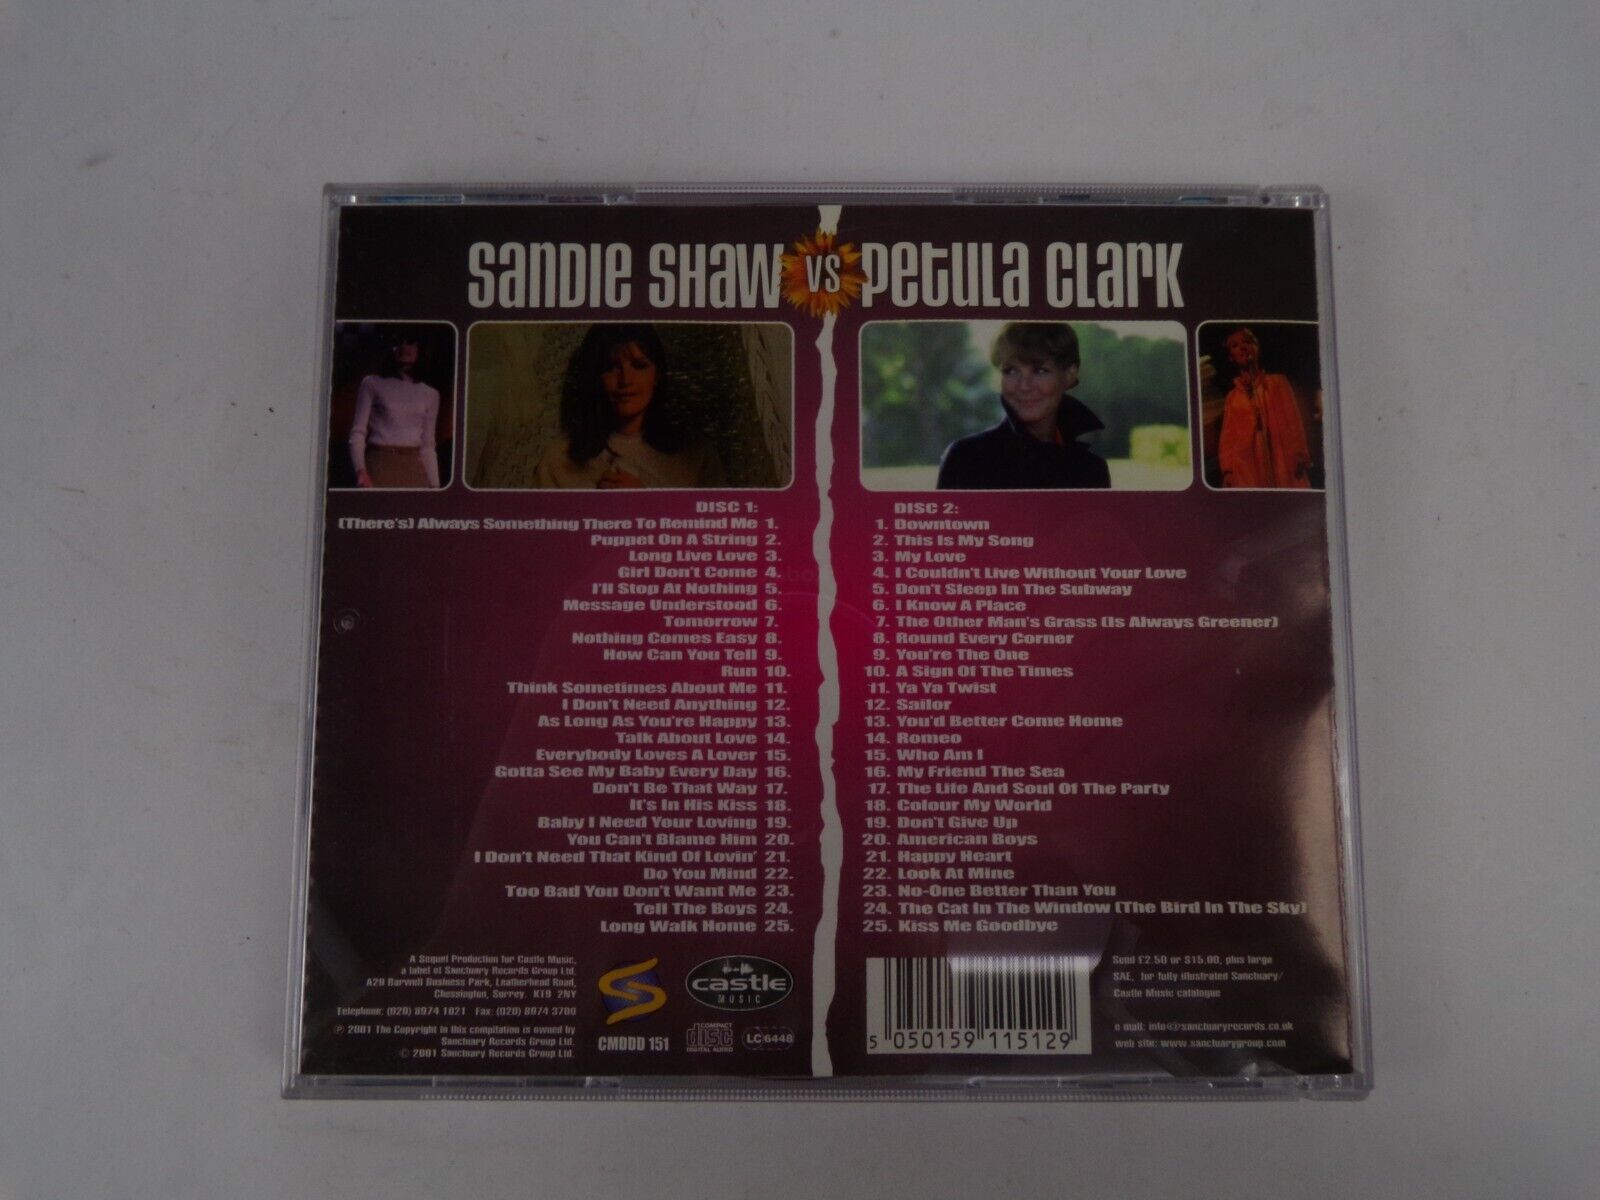 Sandie Shaw vs Petula Clark
DISC 1:
(There's) Always Something There To Remind Me 1.
Puppet On A String 2.
Long Live Love 3.
Girl Don't Come 4.
I'll Stop At Nothing 5.
Message Understood 6.
Tomorrow 7.
Nothing Comes Easy 8.
How Can You Tell 9.
Run 10.
Think Sometimes About Me 11.
I Don't Need Anything 12.
As Long As You're Happy 13.
Talk About Love 14.
Everybody Loves A Lover 15.
Gotta See My Baby Every Day 16.
Don't Be That Way 17.
It's In His Kiss 18.
Baby I Need Your Loving 19.
You Can't Blame Him 20.
I Don't Need That Kind Of Lovin' 21.
Do You Mind 22.
Too Bad You Don't Want Me 23.
Tell The Boys 24.
Long Walk Home 25.
DISC 2:
1. Downtown
2. This Is My Song
3. My Love
4. I Couldn't Live Without Your Love
5. Don't Sleep In The Subway
6. I Know A Place
7. The Other Man's Grass (Is Always Greener)
8. Round Every Corner
9. You're The One
10. A Sign Of The Times
11. Ya Ya Twist
12. Sailor
13. You'd Better Come Home
14. Romeo
15. Who Am I
16. My Friend The Sea
17. The Life And Soul Of The Party
18. Colour My World
19. Don't Give Up
20. American Boys
21. Happy Heart
22. Look At Mine
23. No-One Better Than You
24. The Cat In The Window (The Bird In The Sky)
25. Kiss Me Goodbye
A Sequel Production for Castle Music,
a label of Sanctuary Records Group Ltd.
A29 Barwell Business Park, Leatherhead Road,
Chessington, Surrey. KT9 2NY
Telephone: (020) 8974 1021 Fax: (020) 8974 3700
℗ 2001 The Copyright in this compilation is owned by
Sanctuary Records Group Ltd.
© 2001 Sanctuary Records Group Ltd.
CMDDD 151
castle
MUSIC
COMPACT
disc
DIGITAL AUDIO
LC 6448
5 050159 115129
Send £2.50 or $15.00, plus large
SAE, for fully illustrated Sanctuary/
Castle Music catalogue
e-mail: info@sanctuaryrecords.co.uk
web site: www.sanctuarygroup.com